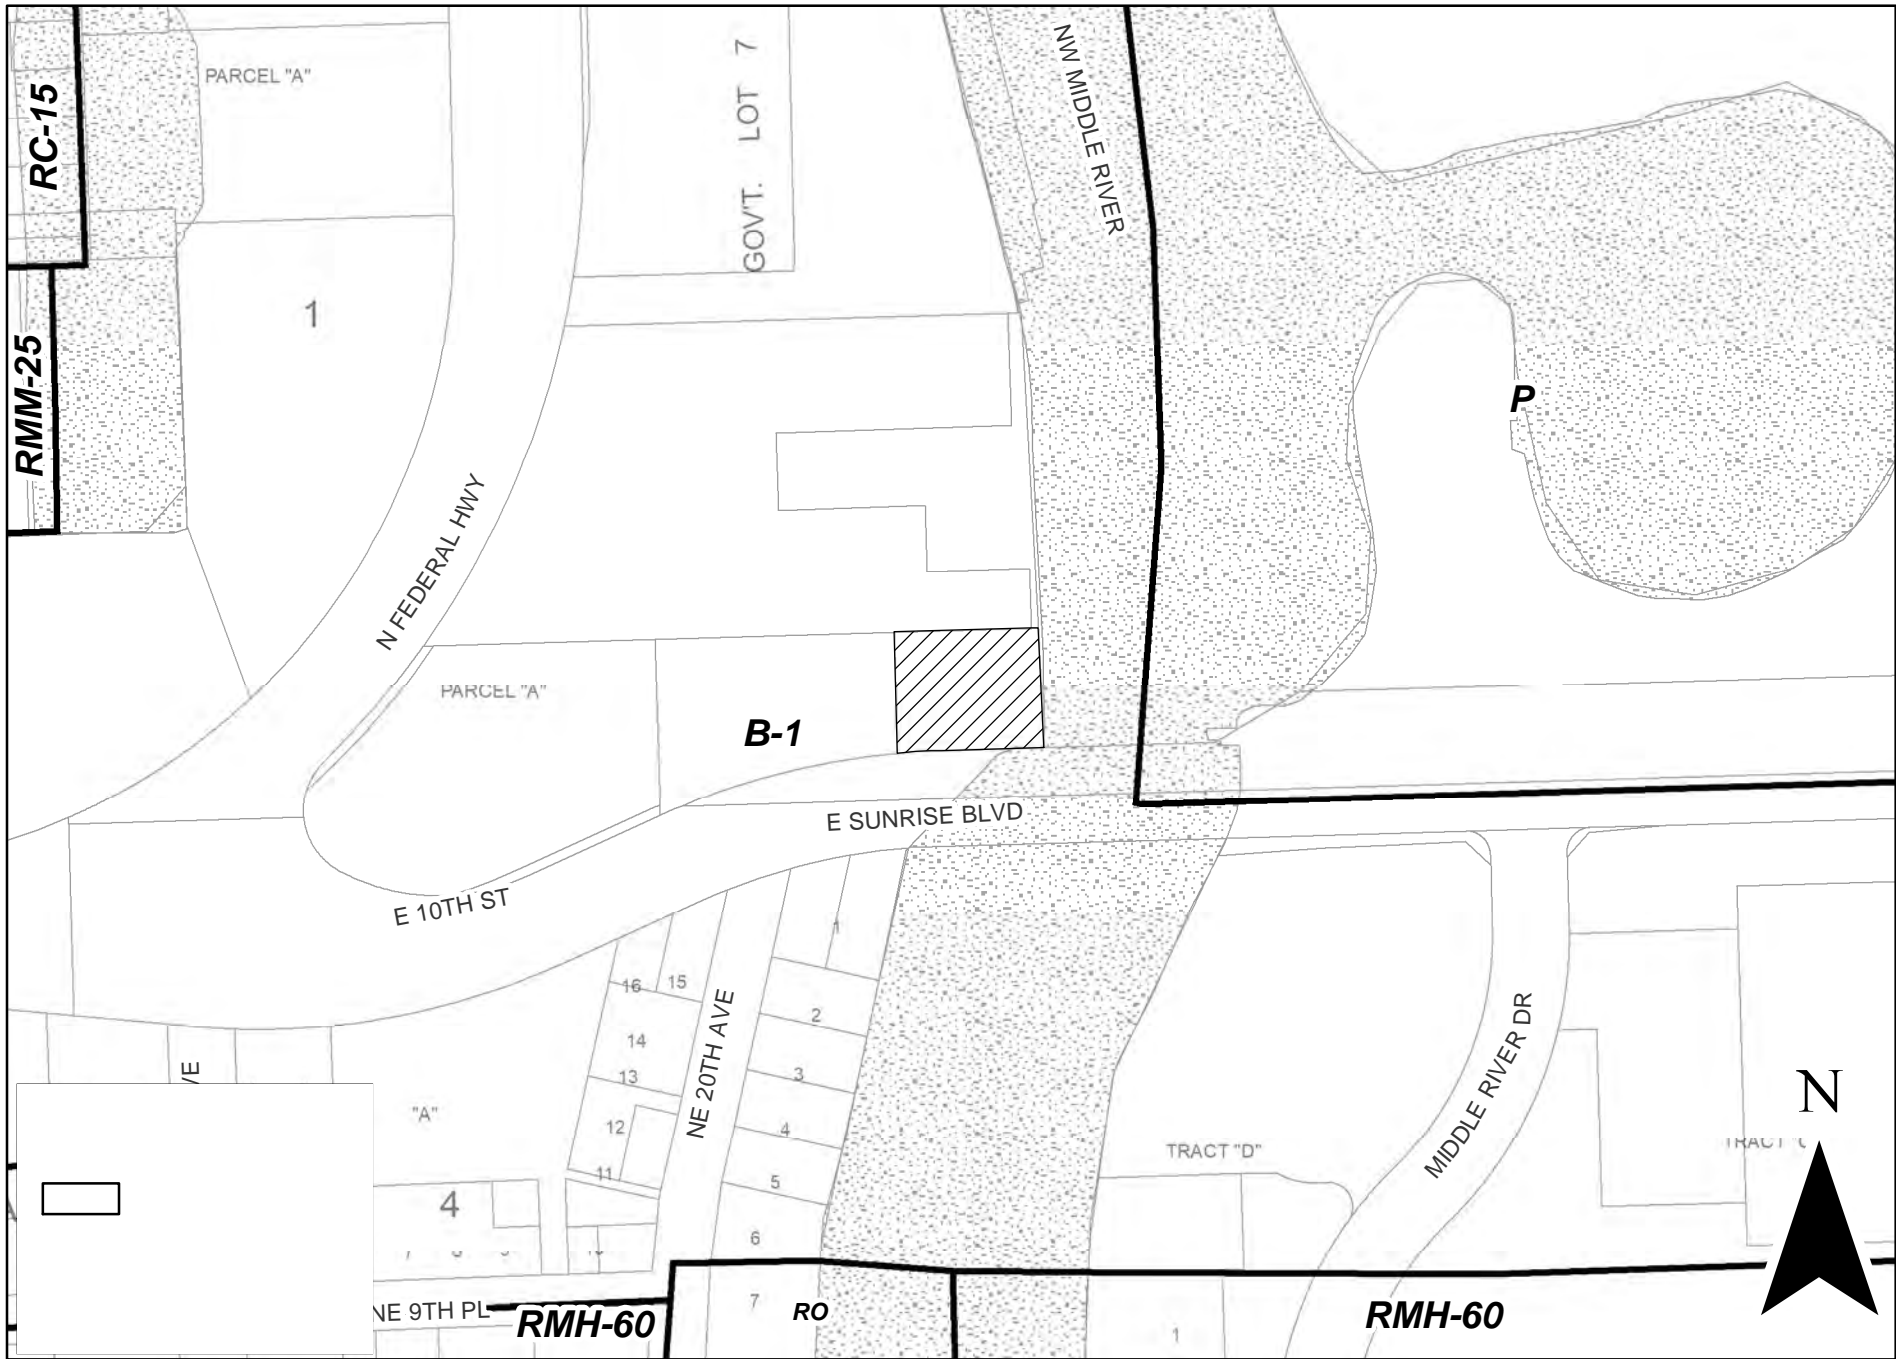 PARCEL "A"
GOV'T. LOT 7
NW MIDDLE RIVER
RC-15
1
RMM-25
P
N FEDERAL HWY
PARCEL "A"
B-1
E SUNRISE BLVD
E 10TH ST
1
16
15
2
14
NE 20TH AVE
3
13
MIDDLE RIVER DR
N
"A"
12
4
TRACT "D"
11
5
4
6
7
RO
NE 9TH PL
RMH-60
RMH-60
1